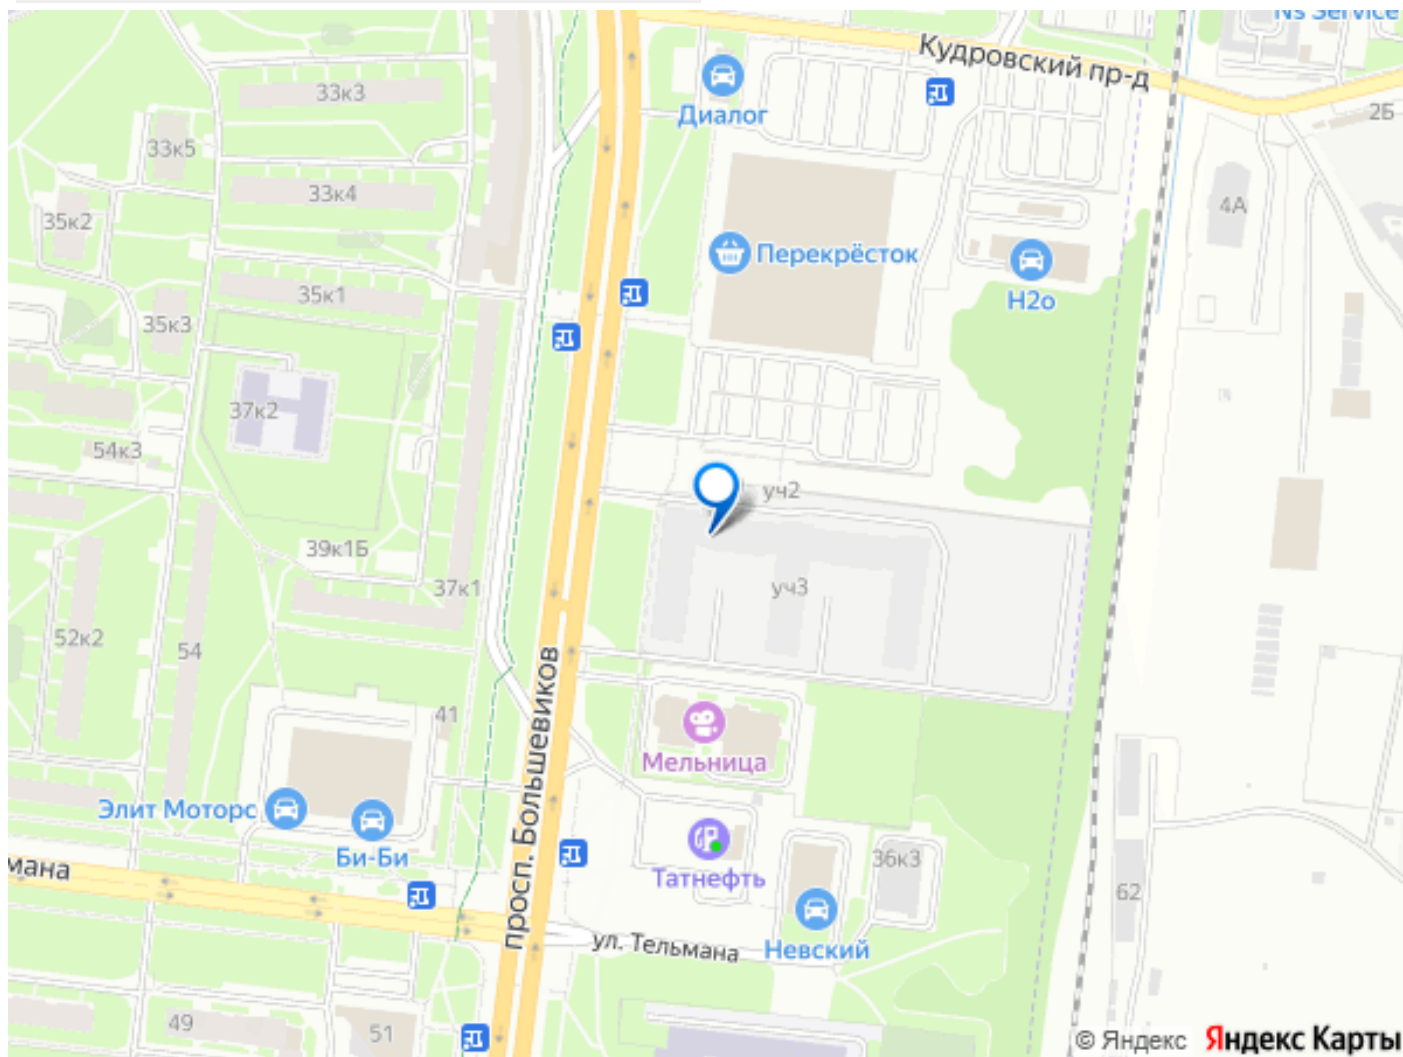 Ns Service
Кудровский пр-д
33к3
Диалог
2Б
33к5
33к4
4А
35к2
Перекрёсток
Н2о
35к1
35к3
37к2
54к3
уч2
39к1Б
37к1
уч3
52к2
54
просп. Большевиков
41
Мельница
Элит Моторс
Би-Би
мана
Татнефть
36к3
62
ул. Тельмана
Невский
49
51
© Яндекс Яндекс Карты